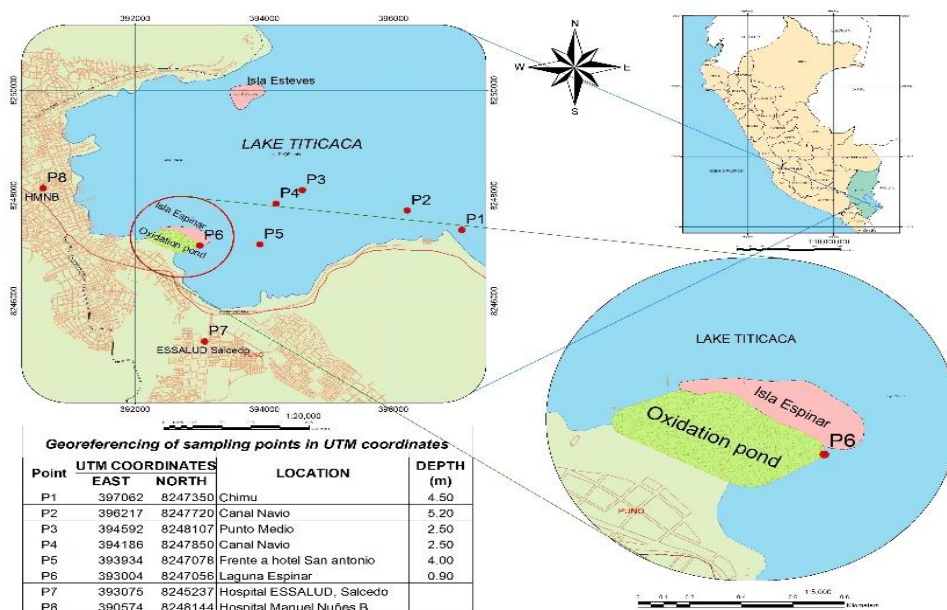 392000 394000 396000
8250000
8250000
8248000
8248000
8246000
8246000
392000 394000 396000
N
W E
S
Isla Esteves
LAKE TITICACA
P8
HMNB
P3
P4
P2
P1
Isla Espinar
Oxidation pond
P6
P5
P7
ESSALUD Salcedo
PUNO
1:20,000
1:10,000,000
LAKE TITICACA
Isla Espinar
Oxidation pond
P6
PUNO
1:5,000
Kilometers
Georeferencing of sampling points in UTM coordinates
Point UTM COORDINATES LOCATION DEPTH
EAST NORTH (m)
P1 397062 8247350 Chimu 4.50
P2 396217 8247720 Canal Navio 5.20
P3 394592 8248107 Punto Medio 2.50
P4 394186 8247850 Canal Navio 2.50
P5 393934 8247078 Frente a hotel San antonio 4.00
P6 393004 8247056 Laguna Espinar 0.90
P7 393075 8245237 Hospital ESSALUD, Salcedo
P8 390574 8248144 Hospital Manuel Nuñes B